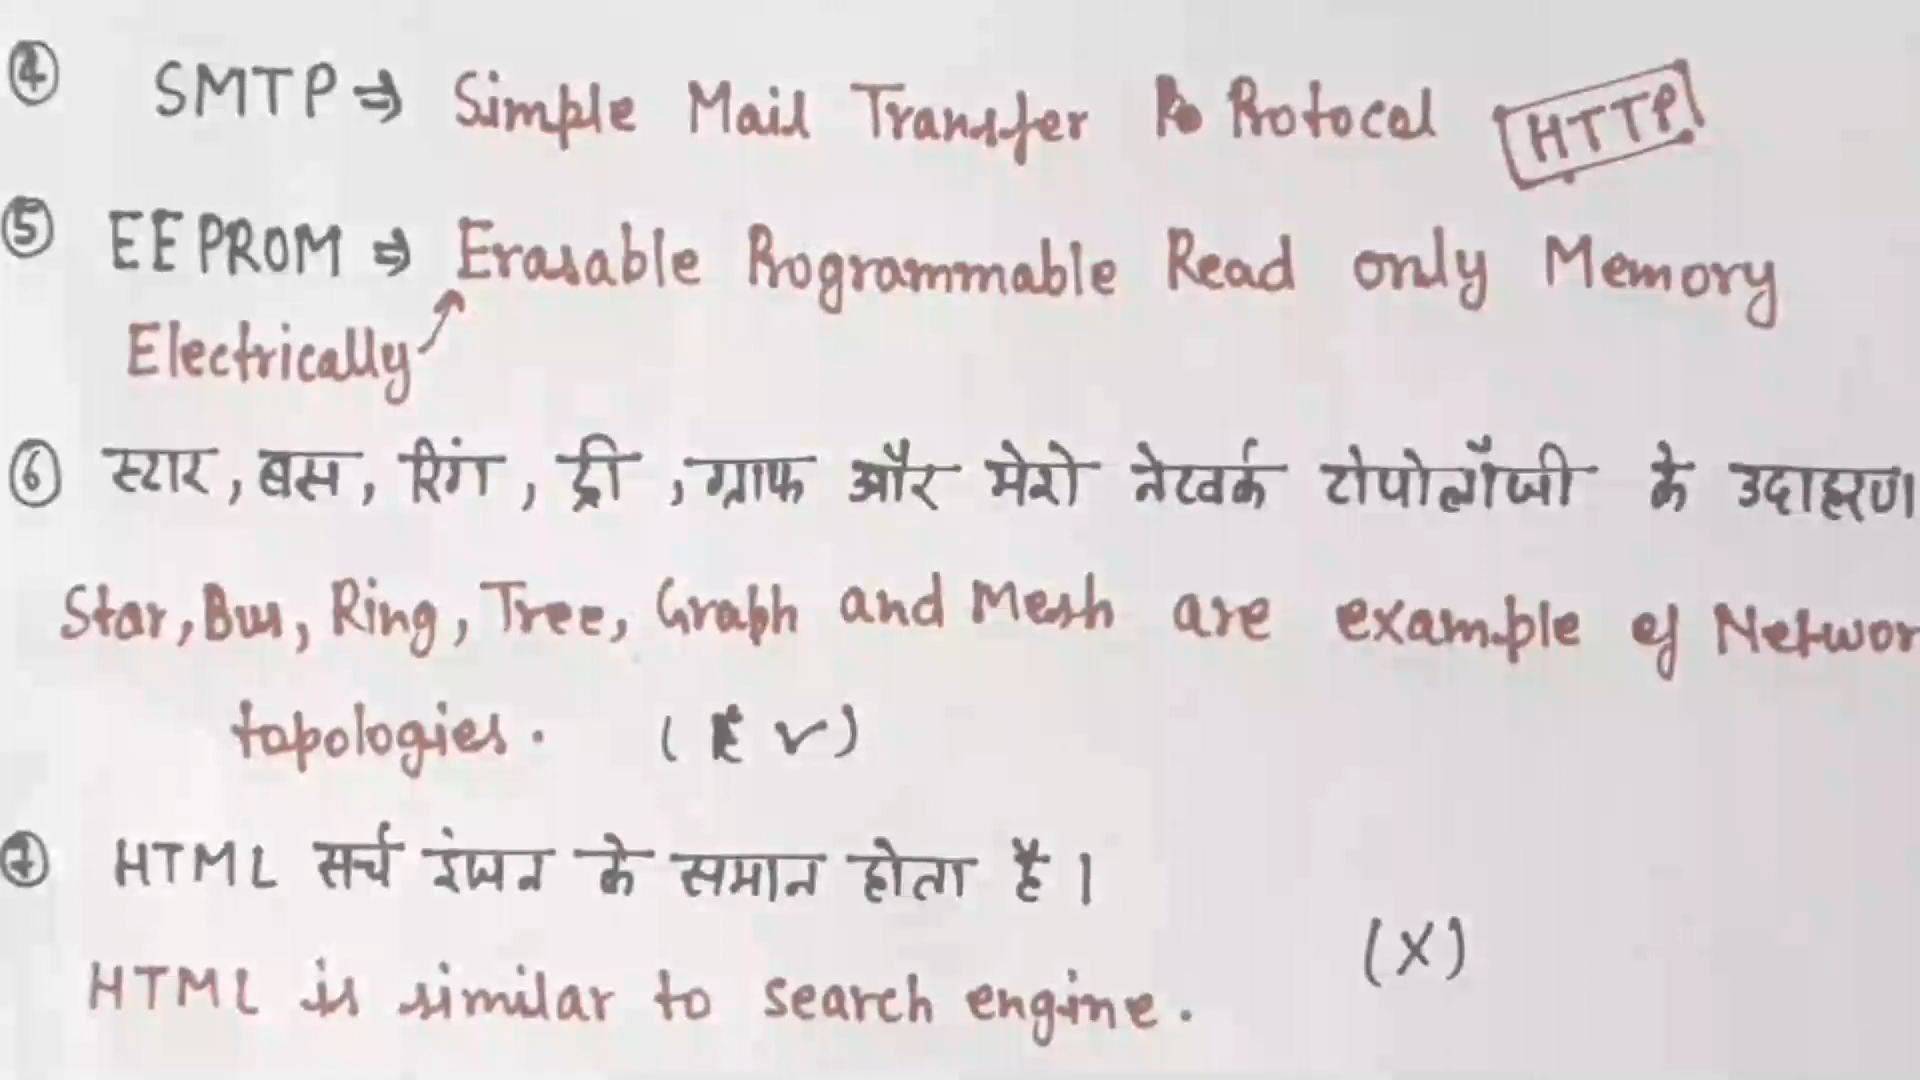 ④ SMTP ⇒ Simple Mail Transfer Protocal HTTP
⑤ EEPROM ⇒ Erasable Programmable Read only Memory
Electrically
⑥ स्टार, बस, रिंग, ट्री, ग्राफ और मेशे नेटवर्क टोपोलॉजी के उदाहरण
Star, Bus, Ring, Tree, Graph and Mesh are example of Networ
topologies. ( ✓)
⑦ HTML सर्च इंजन के समान होता है।
(X)
HTML is similar to search engine.